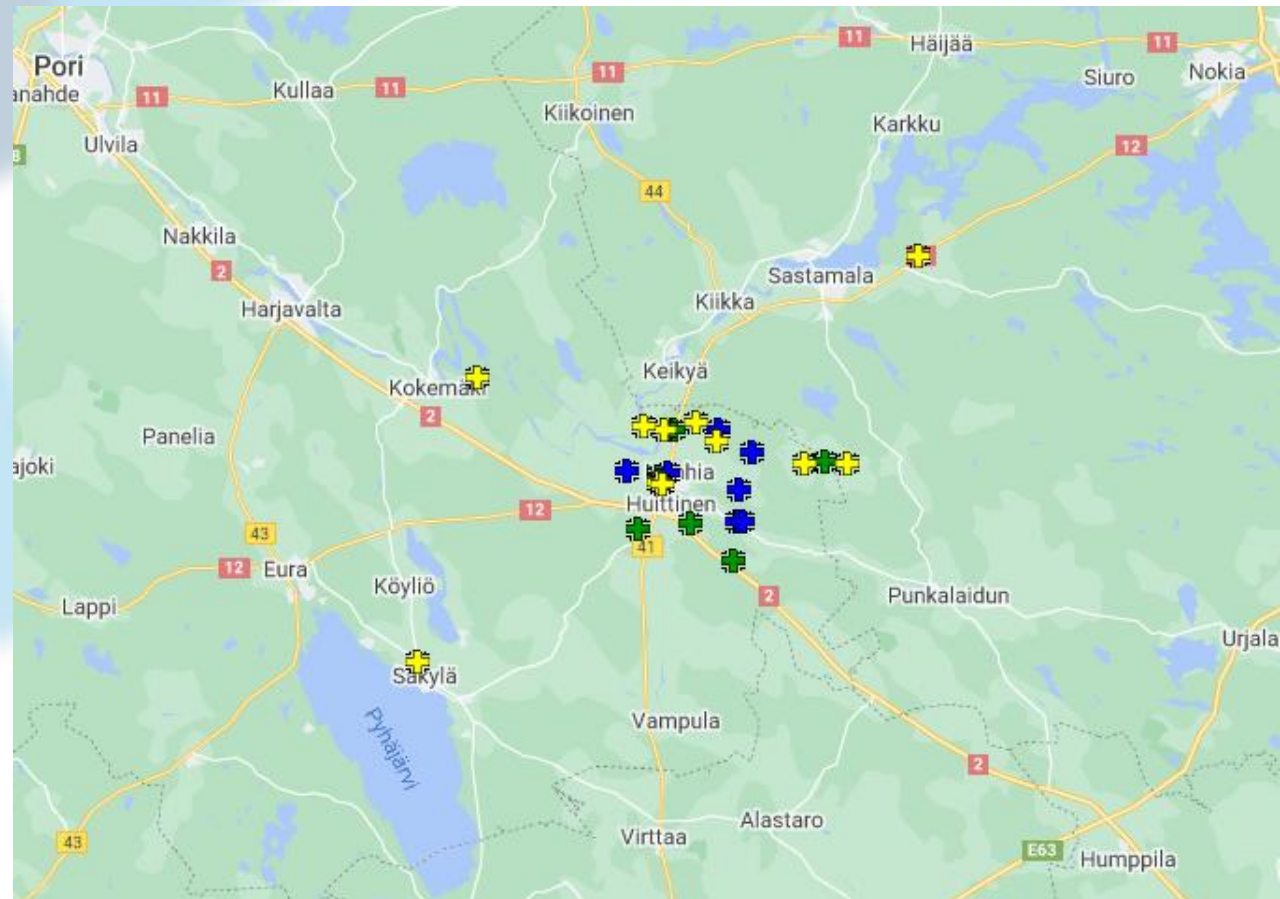 11
Häijää
11
Pori
11
Siuro
Nokia
anahde
11
Kullaa
11
Kiikoinen
Karkku
Ulvila
12
8
44
Nakkila
2
Sastamala
Harjavalta
Kiikka
Keikyä
Kokemäki
2
Panelia
ajoki
Huittinen
12
43
41
12
Eura
Köyliö
Punkalaidun
2
Lappi
Urjala
Säkylä
Pyhäjärvi
Vampula
2
Alastaro
Virttaa
43
E63
Humppila